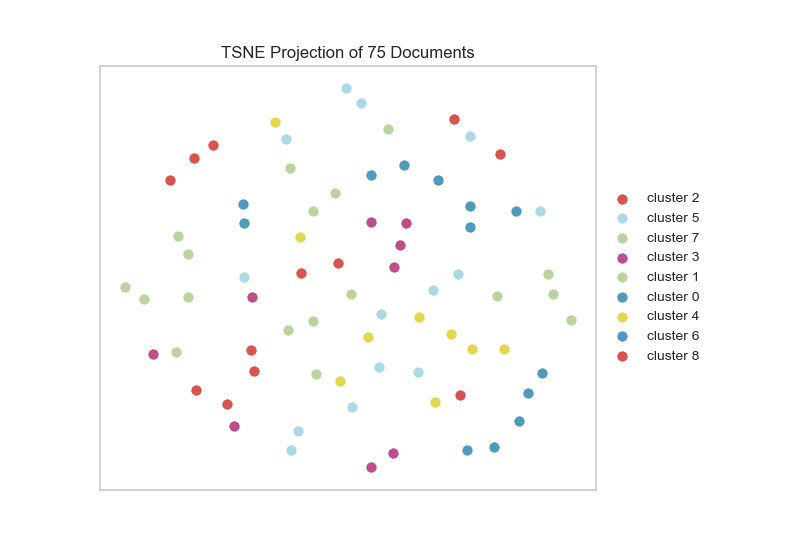 TSNE Projection of 75 Documents
cluster 2
cluster 5
cluster 7
cluster 3
cluster 1
cluster 0
cluster 4
cluster 6
cluster 8